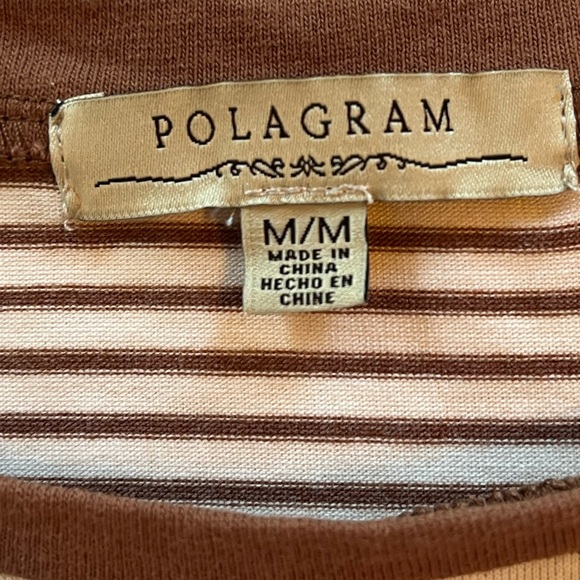 POLAGRAM
M/M
MADE IN
CHINA
HECHO EN
CHINE